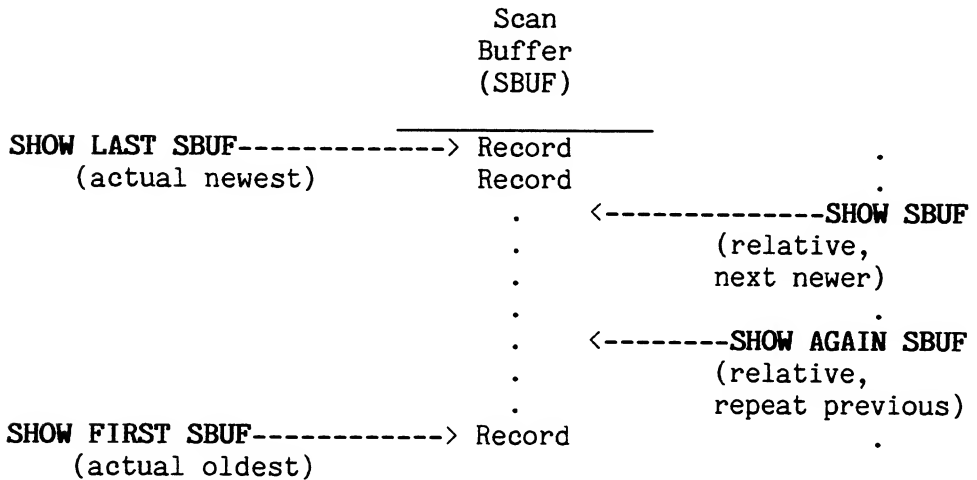 Scan
Buffer
(SBUF)
SHOW LAST SBUF-------------> Record
(actual newest) Record .
.
. <--------------SHOW SBUF
. (relative,
. next newer)
. .
. <---------SHOW AGAIN SBUF
. (relative,
. repeat previous)
SHOW FIRST SBUF------------> Record .
(actual oldest)